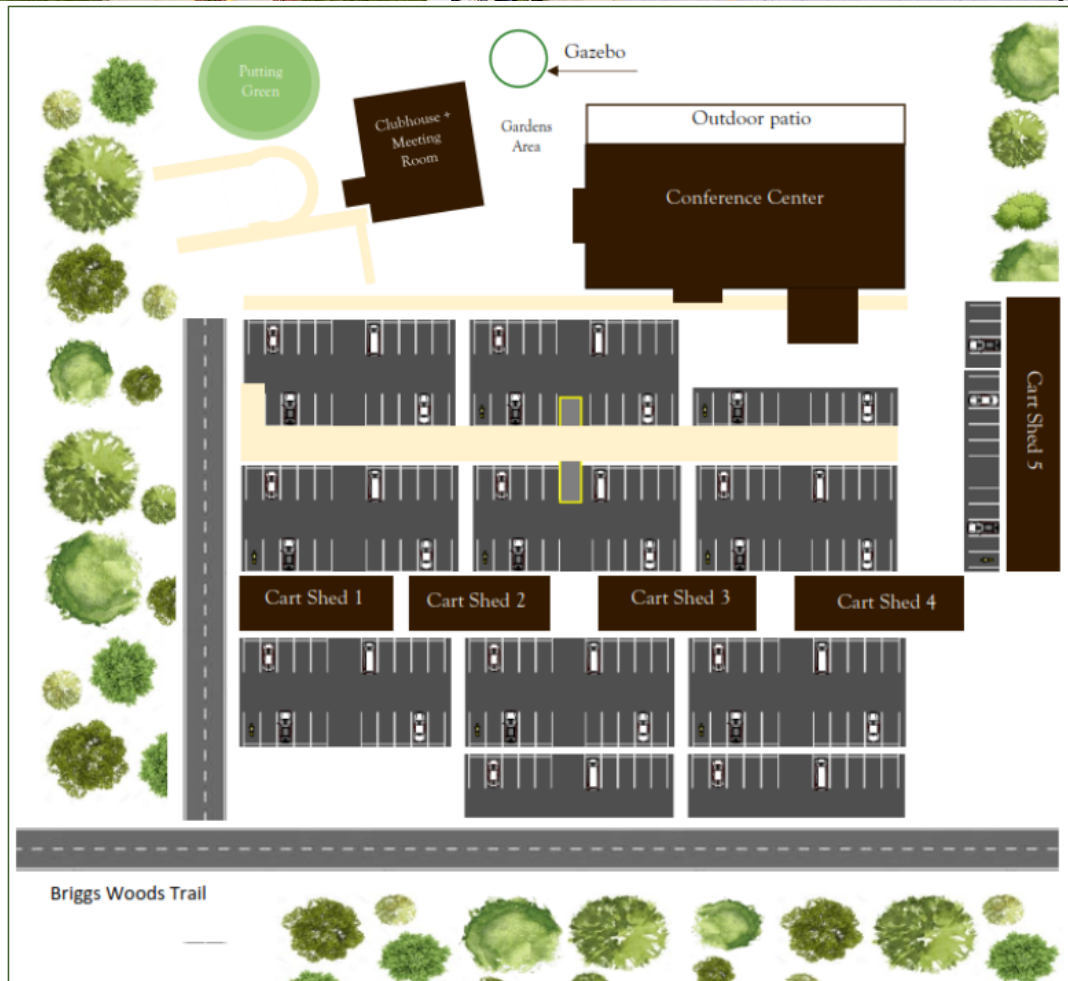 Putting
Green
Gazebo
Clubhouse +
Meeting
Room
Gardens
Area
Outdoor patio
Conference Center
Cart Shed 5
Cart Shed 1
Cart Shed 2
Cart Shed 3
Cart Shed 4
Briggs Woods Trail